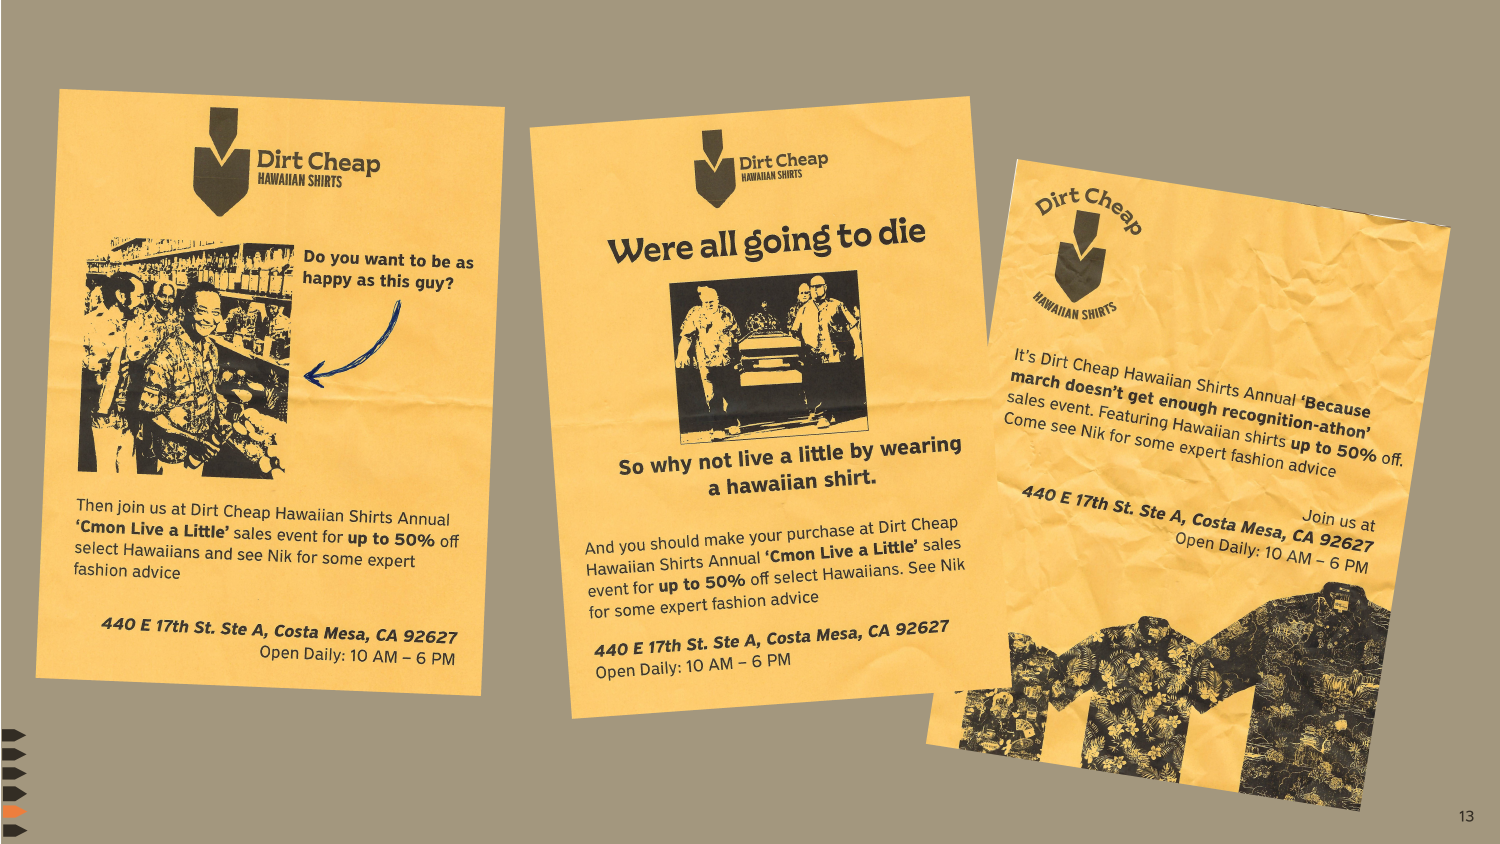 Dirt Cheap
HAWAIIAN SHIRTS
Do you want to be as
happy as this guy?
Then join us at Dirt Cheap Hawaiian Shirts Annual
‘Cmon Live a Little’ sales event for up to 50% off
select Hawaiians and see Nik for some expert
fashion advice
440 E 17th St. Ste A, Costa Mesa, CA 92627
Open Daily: 10 AM – 6 PM
Dirt Cheap
HAWAIIAN SHIRTS
Were all going to die
So why not live a little by wearing
a hawaiian shirt.
And you should make your purchase at Dirt Cheap
Hawaiian Shirts Annual ‘Cmon Live a Little’ sales
event for up to 50% off select Hawaiians. See Nik
for some expert fashion advice
440 E 17th St. Ste A, Costa Mesa, CA 92627
Open Daily: 10 AM – 6 PM
Dirt Cheap
HAWAIIAN SHIRTS
It’s Dirt Cheap Hawaiian Shirts Annual ‘Because
march doesn’t get enough recognition-athon’
sales event. Featuring Hawaiian shirts up to 50% off.
Come see Nik for some expert fashion advice
Join us at
440 E 17th St. Ste A, Costa Mesa, CA 92627
Open Daily: 10 AM – 6 PM
13